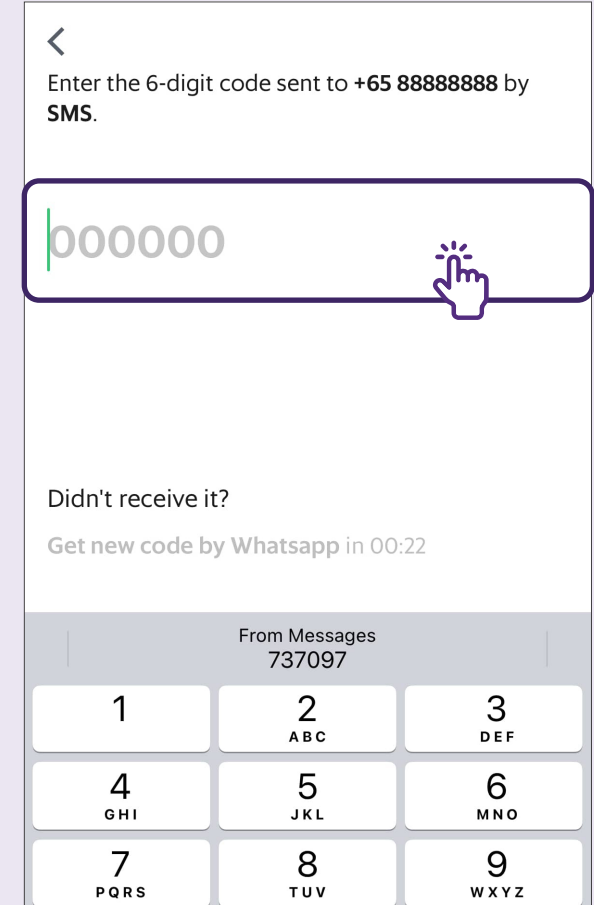 Enter the 6-digit code sent to +65 88888888 by
SMS.
000000
Didn't receive it?
Get new code by Whatsapp in 00:22
From Messages
737097
1 2 3
ABC DEF
4 5 6
GHI JKL MNO
7 8 9
PQRS TUV WXYZ